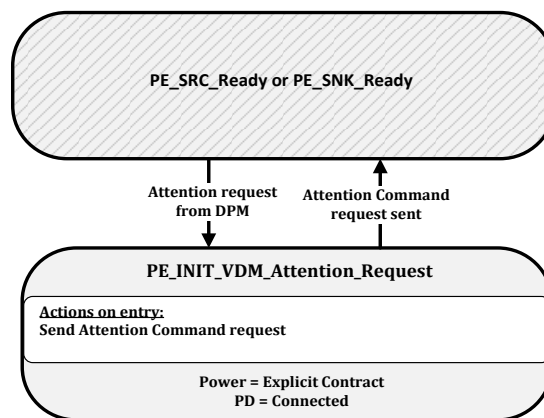 PE_SRC_Ready or PE_SNK_Ready
Attention request
from DPM
Attention Command
request sent
PE_INIT_VDM_Attention_Request
Actions on entry:
Send Attention Command request
Power = Explicit Contract
PD = Connected